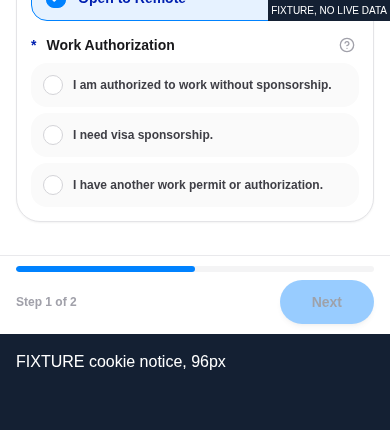 Open to Remote
FIXTURE, NO LIVE DATA
* Work Authorization
I am authorized to work without sponsorship.
I need visa sponsorship.
I have another work permit or authorization.
Step 1 of 2
Next
FIXTURE cookie notice, 96px